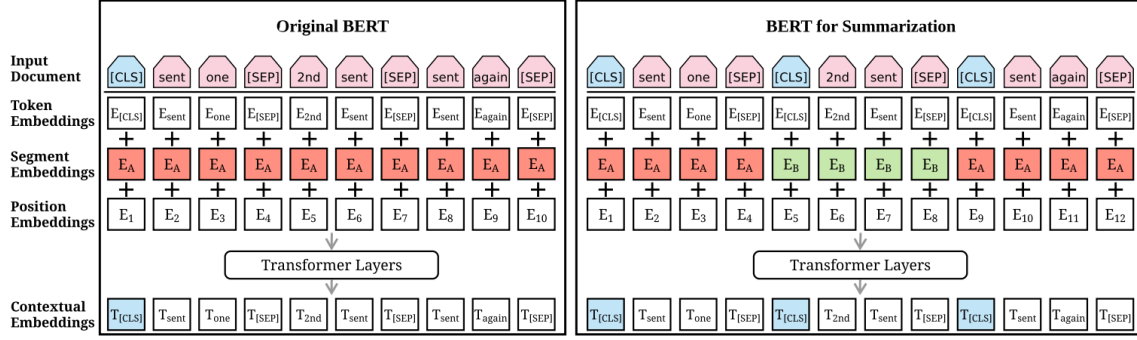 Original BERT
BERT for Summarization
Input Document
[CLS] sent one [SEP] 2nd sent [SEP] sent again [SEP]
[CLS] sent one [SEP] [CLS] 2nd sent [SEP] [CLS] sent again [SEP]
Token Embeddings
E[CLS] Esent Eone E[SEP] E2nd Esent E[SEP] Esent Eagain E[SEP]
E[CLS] Esent Eone E[SEP] E[CLS] E2nd Esent E[SEP] E[CLS] Esent Eagain E[SEP]
+ + + + + + + + + +
+ + + + + + + + + + + +
Segment Embeddings
EA EA EA EA EA EA EA EA EA EA
EA EA EA EA EB EB EB EB EA EA EA EA
+ + + + + + + + + +
+ + + + + + + + + + + +
Position Embeddings
E1 E2 E3 E4 E5 E6 E7 E8 E9 E10
E1 E2 E3 E4 E5 E6 E7 E8 E9 E10 E11 E12
Transformer Layers
Transformer Layers
Contextual Embeddings
T[CLS] Tsent Tone T[SEP] T2nd Tsent T[SEP] Tsent Tagain T[SEP]
T[CLS] Tsent Tone T[SEP] T[CLS] T2nd Tsent T[SEP] T[CLS] Tsent Tagain T[SEP]